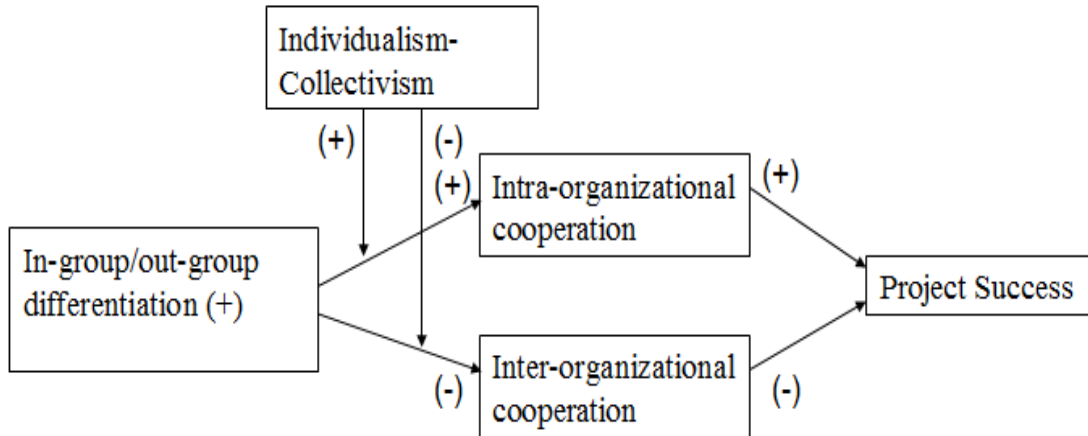 Individualism-
Collectivism
(+)
(-)
(+)
Intra-organizational
cooperation
(+)
In-group/out-group
differentiation (+)
Project Success
Inter-organizational
cooperation
(-)
(-)